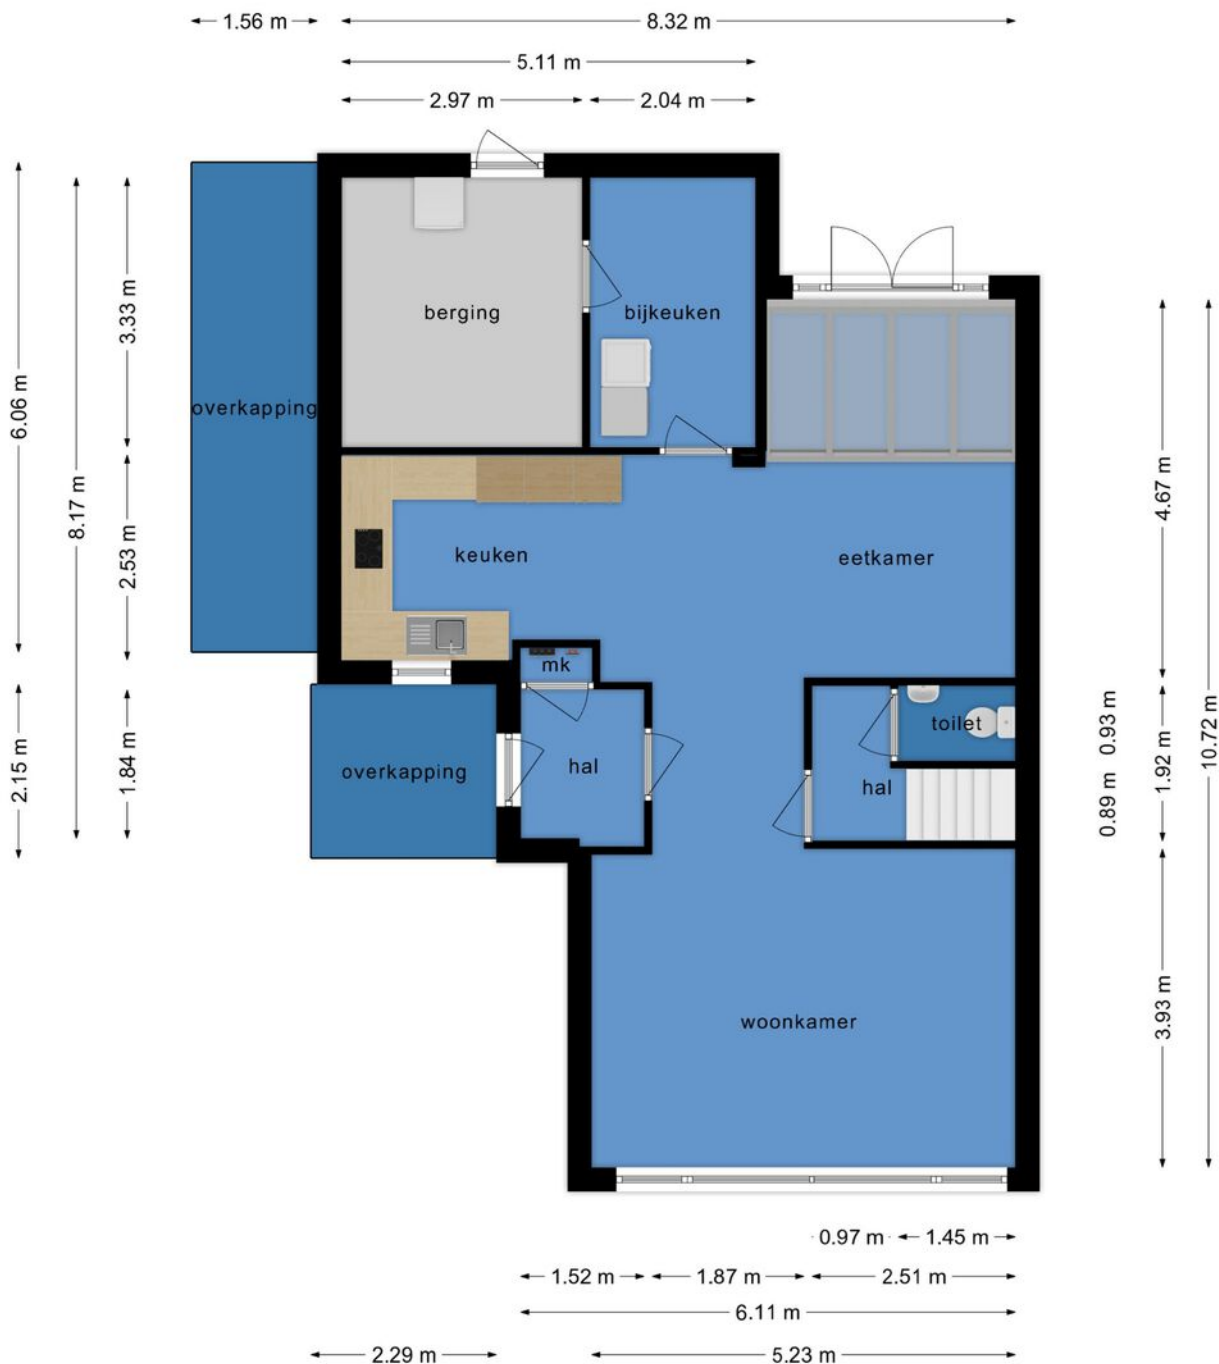 1.56 m
8.32 m
5.11 m
2.97 m
2.04 m
6.06 m
8.17 m
3.33 m
2.53 m
2.15 m
1.84 m
berging
bijkeuken
overkapping
keuken
eetkamer
mk
overkapping
hal
toilet
hal
woonkamer
4.67 m
10.72 m
0.93 m
0.89 m
1.92 m
3.93 m
0.97 m
1.45 m
1.52 m
1.87 m
2.51 m
6.11 m
2.29 m
5.23 m